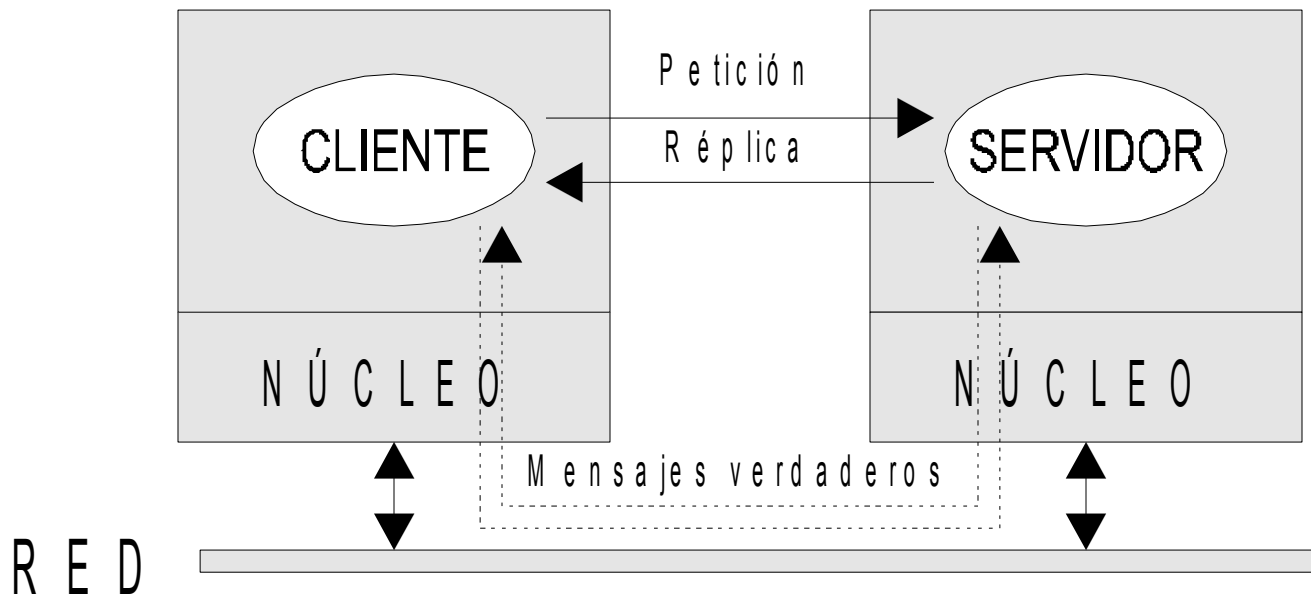 Petición
CLIENTE
Réplica
SERVIDOR
NÚCLEO
NÚCLEO
Mensajes verdaderos
RED